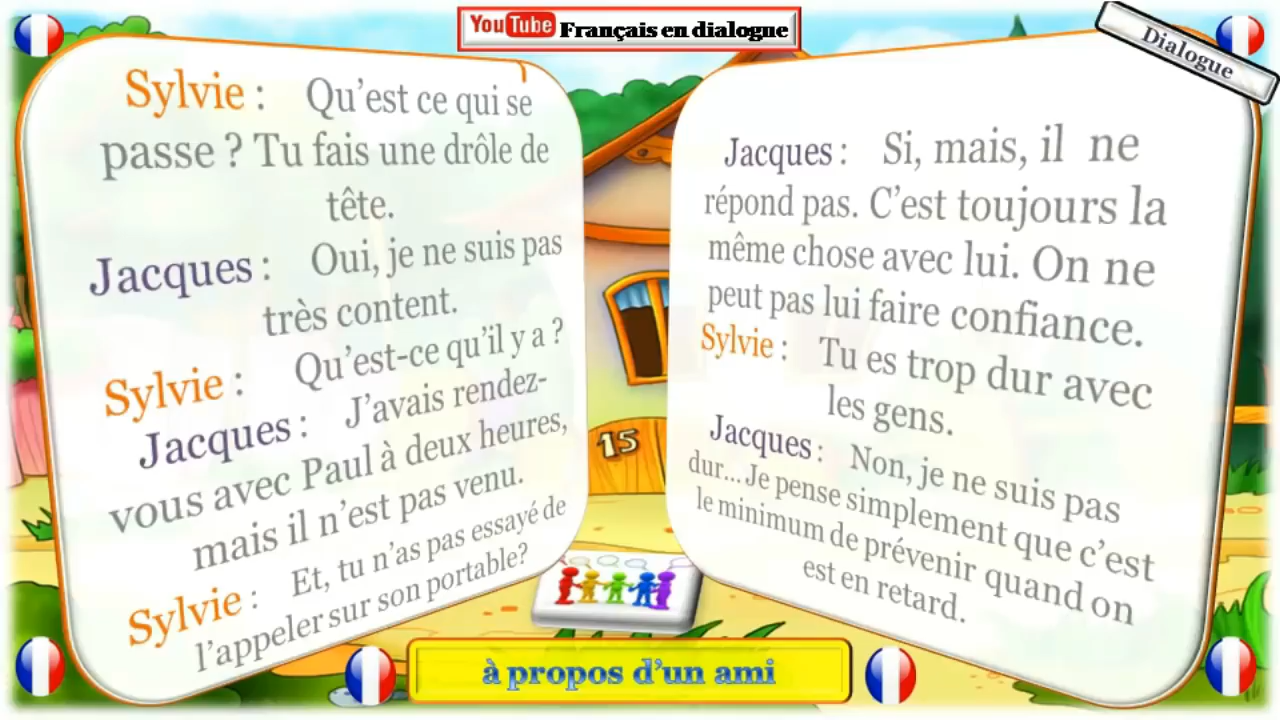 YouTube Français en dialogue
Dialogue
Sylvie : Qu'est ce qui se
passe ? Tu fais une drôle de
tête.
Jacques : Oui, je ne suis pas
très content.
Sylvie : Qu'est-ce qu'il y a ?
Jacques : J'avais rendez-
vous avec Paul à deux heures,
mais il n'est pas venu.
Sylvie : Et, tu n'as pas essayé de
l'appeler sur son portable?
Jacques : Si, mais, il ne
répond pas. C'est toujours la
même chose avec lui. On ne
peut pas lui faire confiance.
Sylvie : Tu es trop dur avec
les gens.
Jacques : Non, je ne suis pas
dur...Je pense simplement que c'est
le minimum de prévenir quand on
est en retard.
15
à propos d'un ami